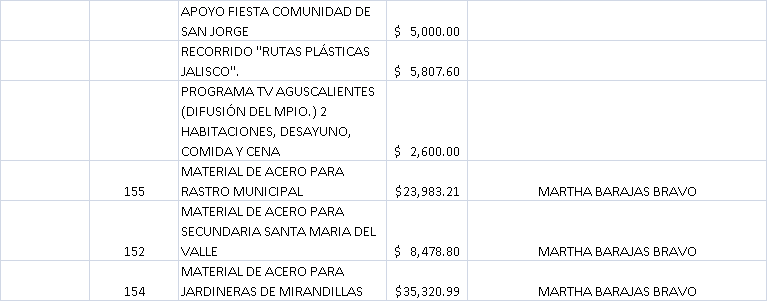 APOYO FIESTA COMUNIDAD DE
SAN JORGE $ 5,000.00
RECORRIDO "RUTAS PLÁSTICAS
JALISCO". $ 5,807.60
PROGRAMA TV AGUSCALIENTES
(DIFUSIÓN DEL MPIO.) 2
HABITACIONES, DESAYUNO,
COMIDA Y CENA $ 2,600.00
MATERIAL DE ACERO PARA
155 RASTRO MUNICIPAL $23,983.21 MARTHA BARAJAS BRAVO
MATERIAL DE ACERO PARA
SECUNDARIA SANTA MARIA DEL
152 VALLE $ 8,478.80 MARTHA BARAJAS BRAVO
MATERIAL DE ACERO PARA
154 JARDINERAS DE MIRANDILLAS $35,320.99 MARTHA BARAJAS BRAVO